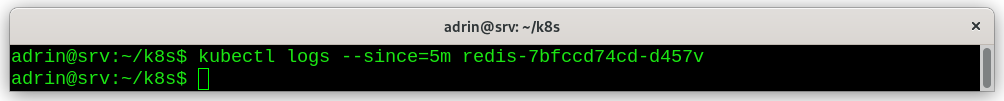 adrin@srv: ~/k8s
×
adrin@srv:~/k8s$ kubectl logs --since=5m redis-7bfccd74cd-d457v
adrin@srv:~/k8s$